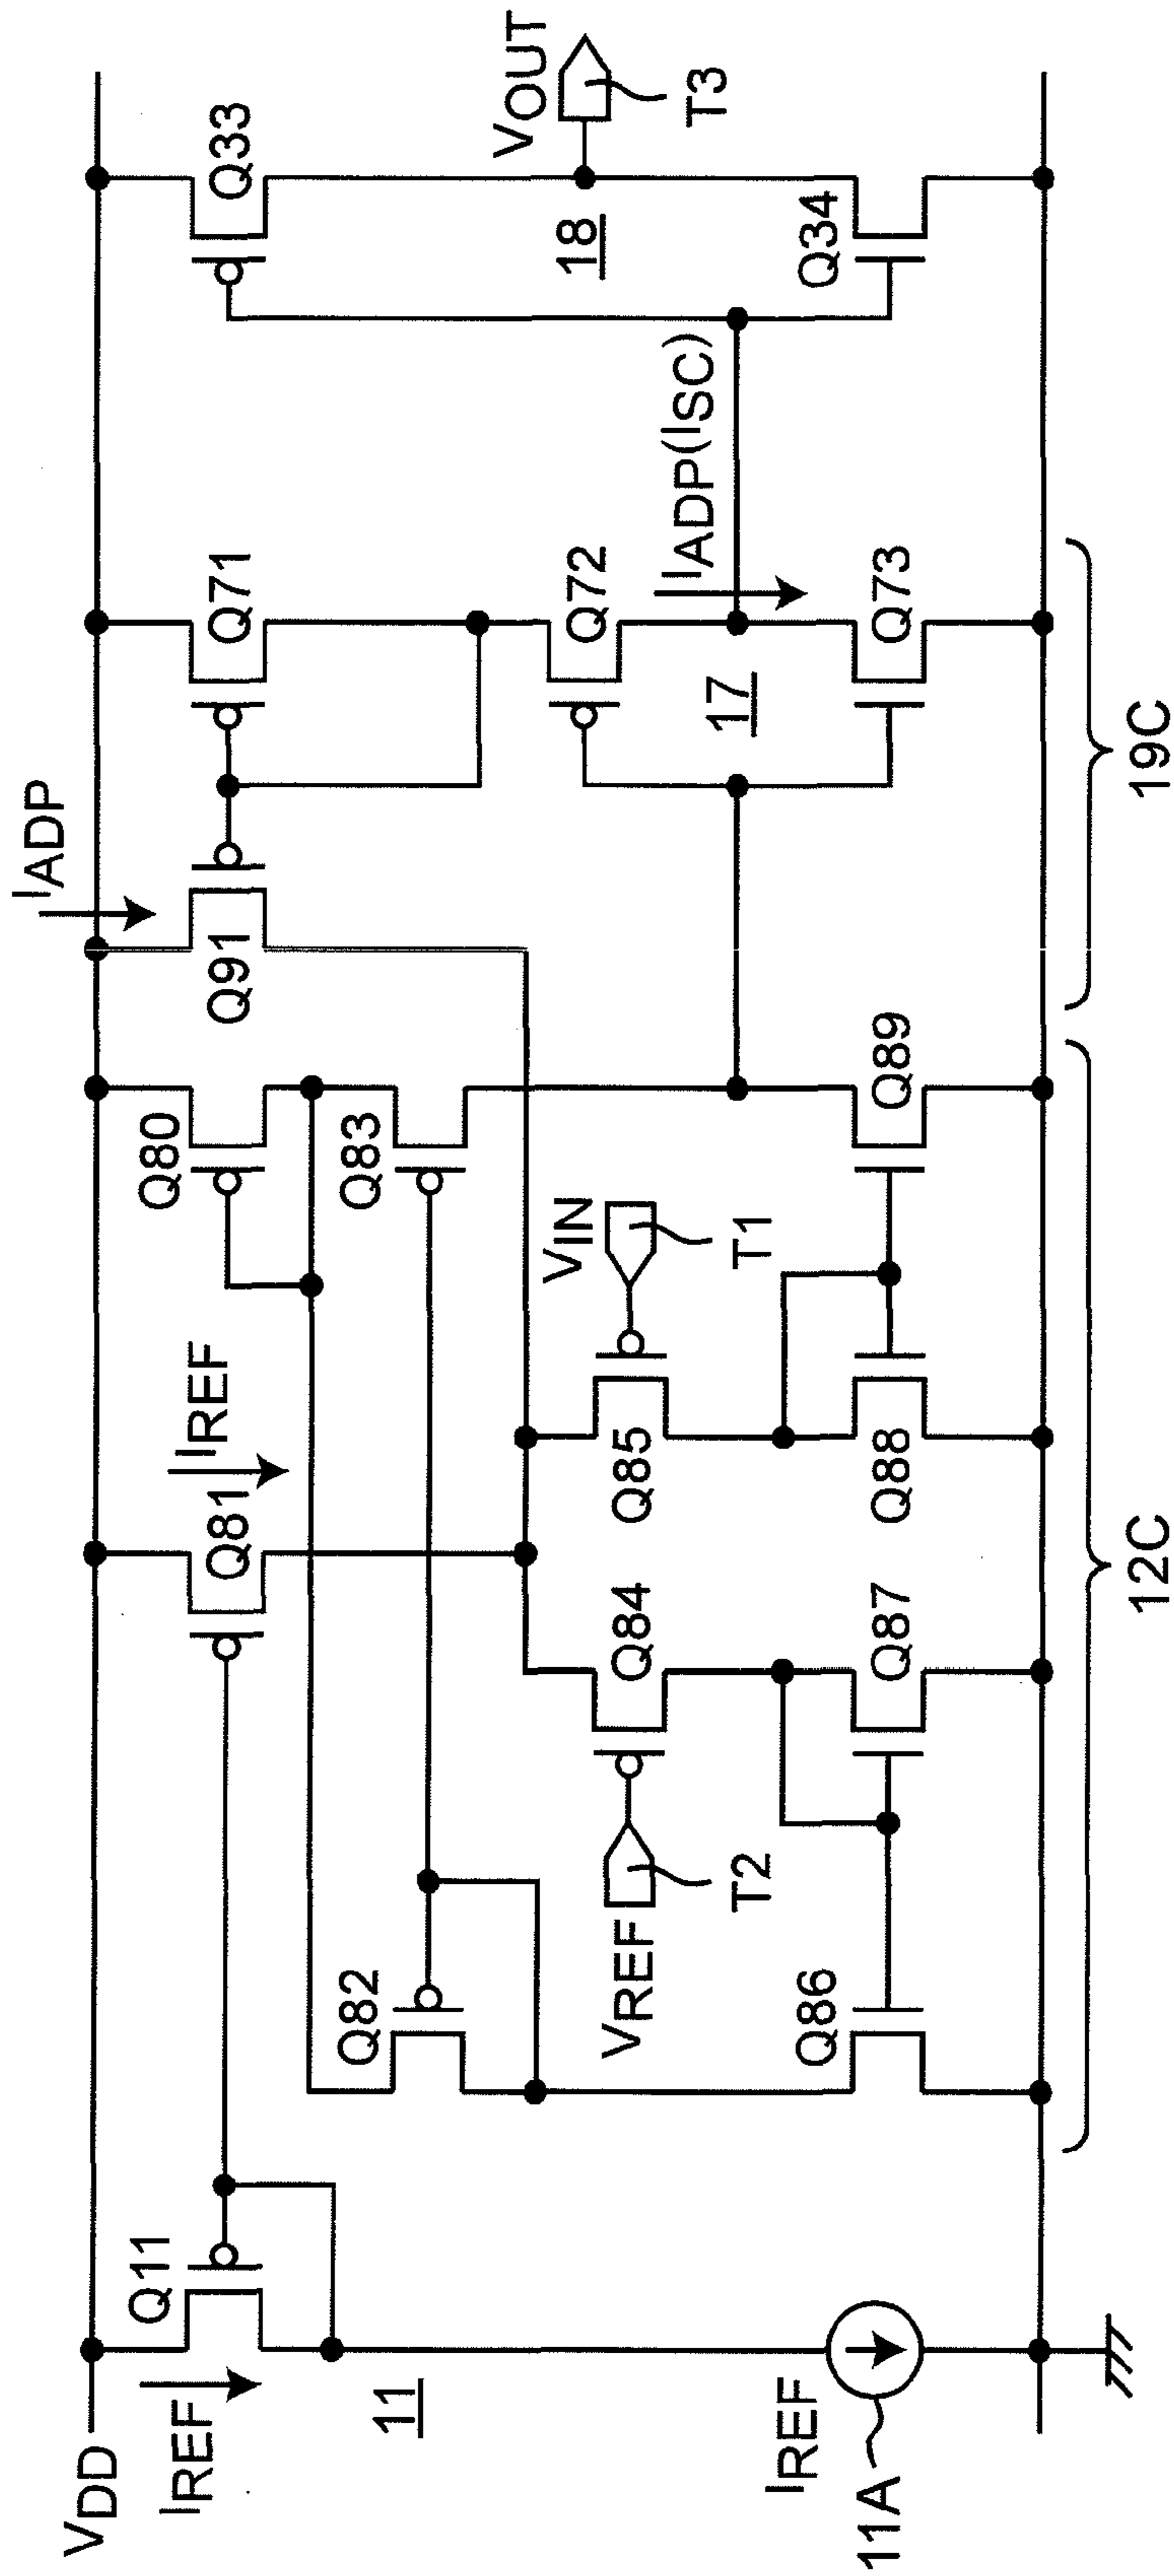 VDD
IREF
Q11
11
IREF
11A
Q82
VREF
T2
Q86
Q81
IREF
Q84
Q87
Q80
Q83
VIN
T1
Q85
Q88
Q89
12C
IADP
Q91
Q71
Q72
17
IADP(ISC)
Q73
19C
Q33
18
Q34
VOUT
T3